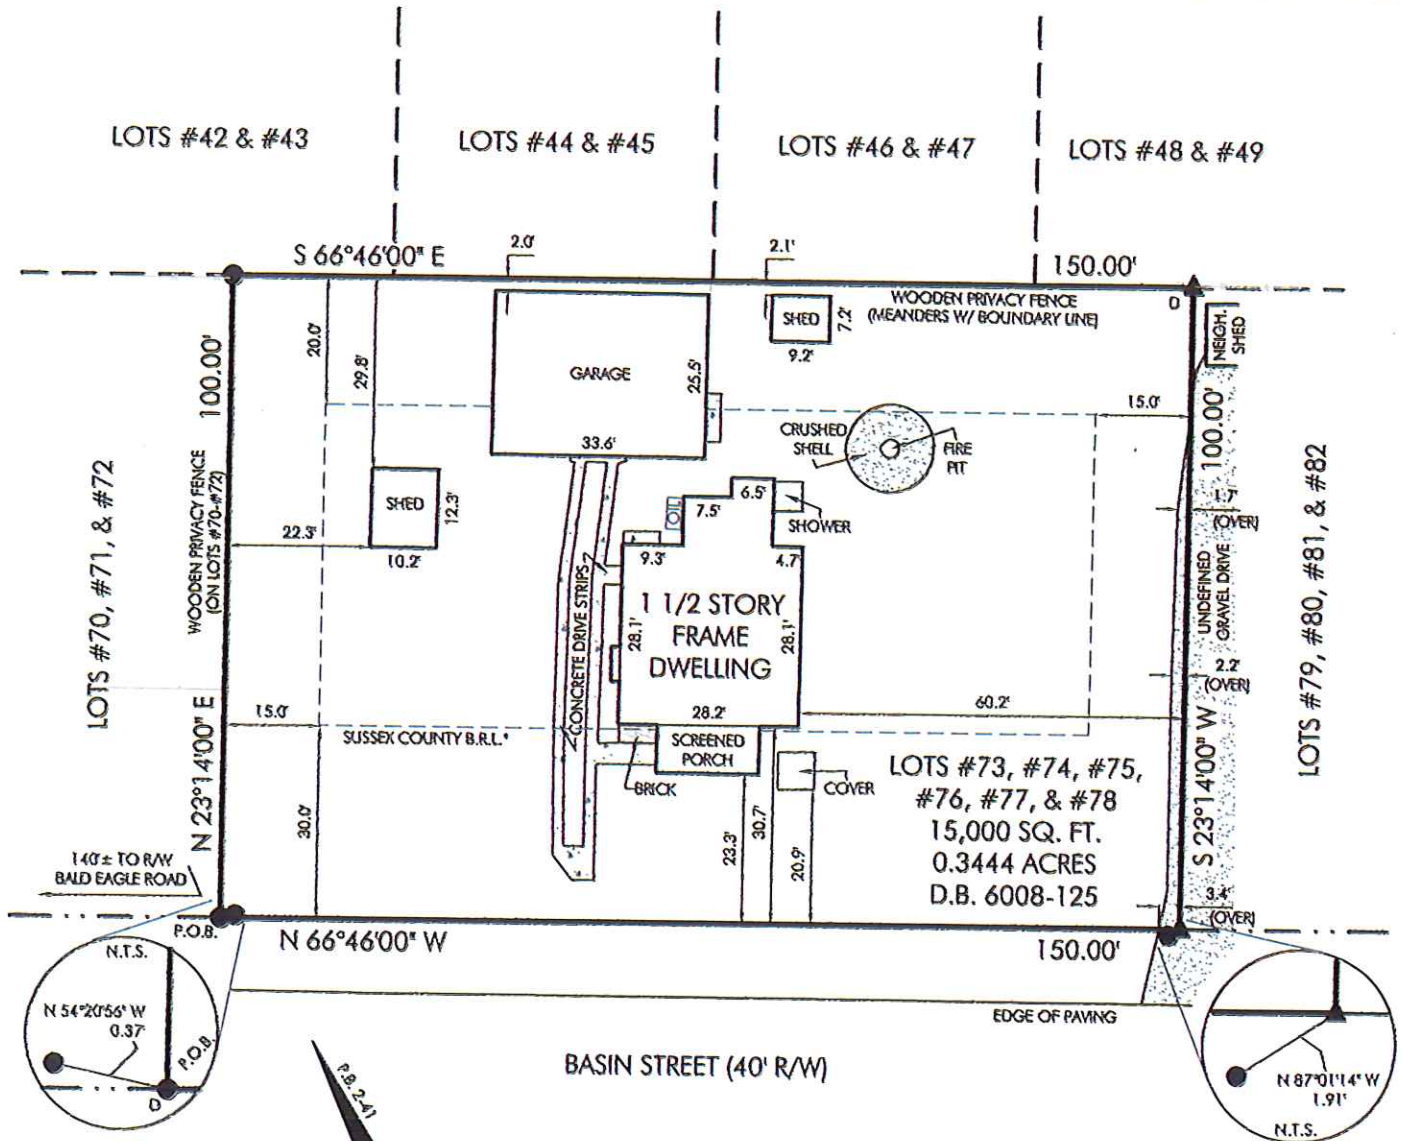 LOTS #42 & #43
LOTS #44 & #45
LOTS #46 & #47
LOTS #48 & #49
S 66°46'00" E
2.0'
2.1'
150.00'
WOODEN PRIVACY FENCE
(MEANDERS W/ BOUNDARY LINE)
D
NEIGH.
SHED
SHED
7.2'
9.2'
20.0'
29.8'
100.00'
GARAGE
25.5'
33.6'
15.0'
100.00'
CRUSHED
SHELL
FIRE
PIT
LOTS #70, #71, & #72
WOODEN PRIVACY FENCE
(ON LOTS #70-#72)
SHED
12.3'
10.2'
22.3'
OIL
6.5'
7.5'
SHOWER
1.7'
(OVER)
9.3'
4.7'
UNDEFINED
GRAVEL DRIVE
LOTS #79, #80, #81, & #82
CONCRETE DRIVE STRIPS
1 1/2 STORY
FRAME
DWELLING
28.1'
28.1'
28.2'
2.2'
(OVER)
60.2'
N 23°14'00" E
15.0'
SUSSEX COUNTY B.R.L.*
SCREENED
PORCH
BRICK
COVER
LOTS #73, #74, #75,
#76, #77, & #78
15,000 SQ. FT.
0.3444 ACRES
D.B. 6008-125
S 23°14'00" W
30.0'
23.3'
30.7'
20.9'
140'± TO R/W
BALD EAGLE ROAD
3.4'
(OVER)
P.O.B.
N 66°46'00" W
150.00'
N.T.S.
N 54°20'56" W
0.37'
P.O.B.
D
EDGE OF PAVING
BASIN STREET (40' R/W)
P.B. 2-41
N 87°01'14" W
1.91'
N.T.S.